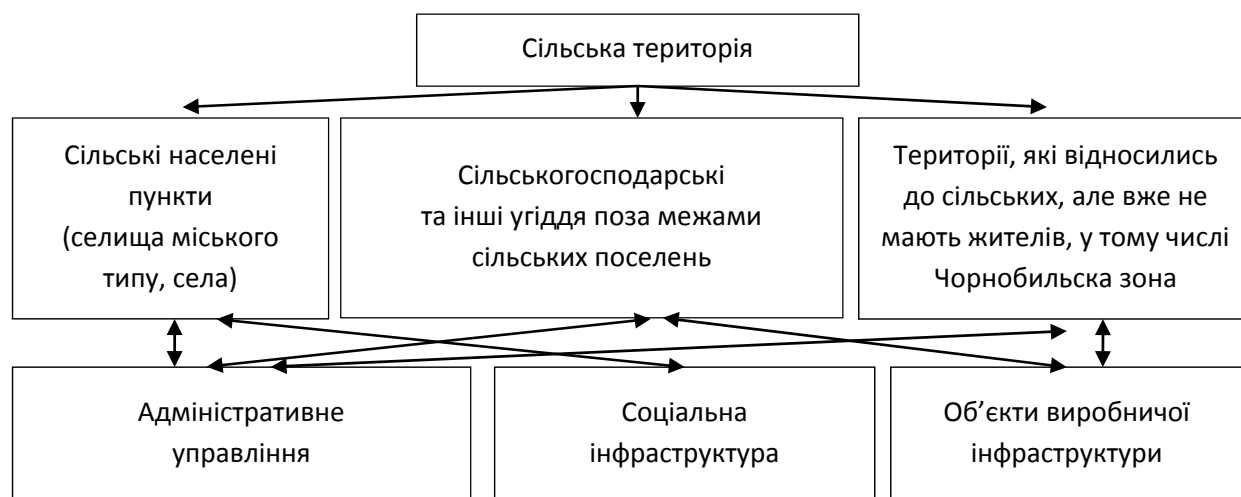 Сільська територія
Сільські населені
пункти
(селища міського
типу, села)
Сільськогосподарські
та інші угіддя поза межами
сільських поселень
Території, які відносились
до сільських, але вже не
мають жителів, у тому числі
Чорнобильска зона
Адміністративне
управління
Соціальна
інфраструктура
Об’єкти виробничої
інфраструктури